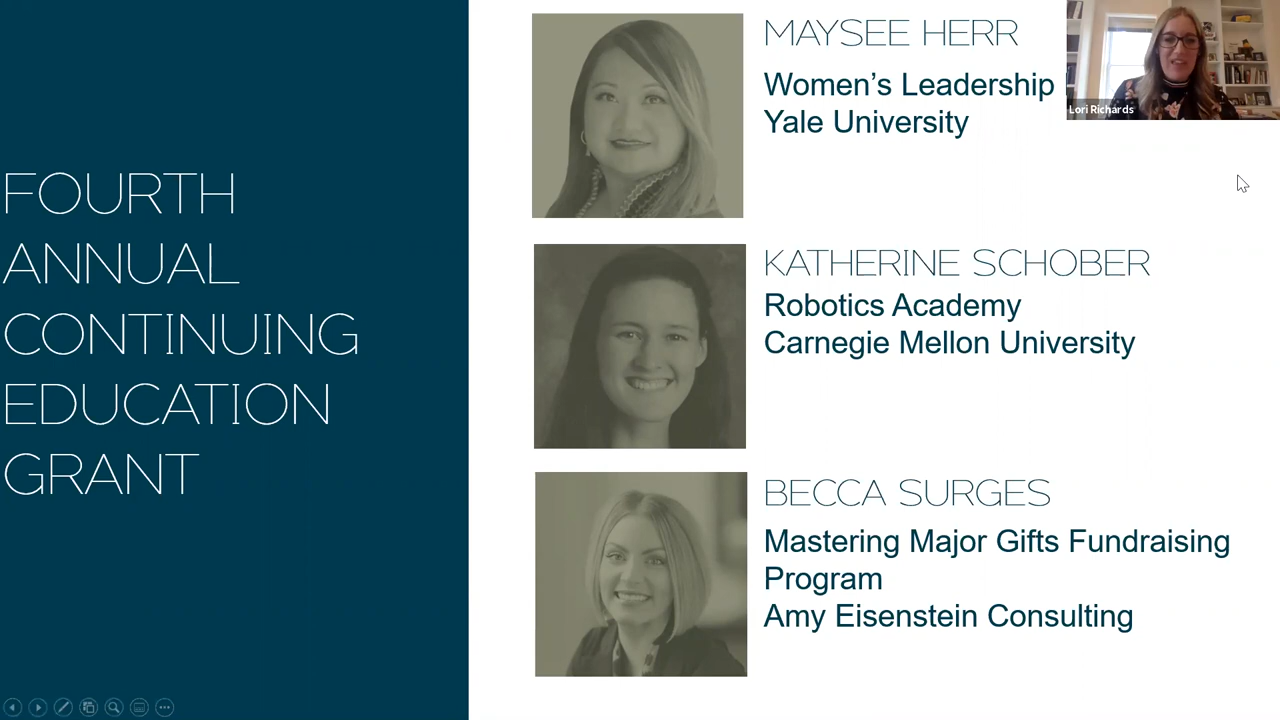 FOURTH
ANNUAL
CONTINUING
EDUCATION
GRANT
MAYSEE HERR
Women’s Leadership
Yale University
KATHERINE SCHOBER
Robotics Academy
Carnegie Mellon University
BECCA SURGES
Mastering Major Gifts Fundraising
Program
Amy Eisenstein Consulting
Lori Richards